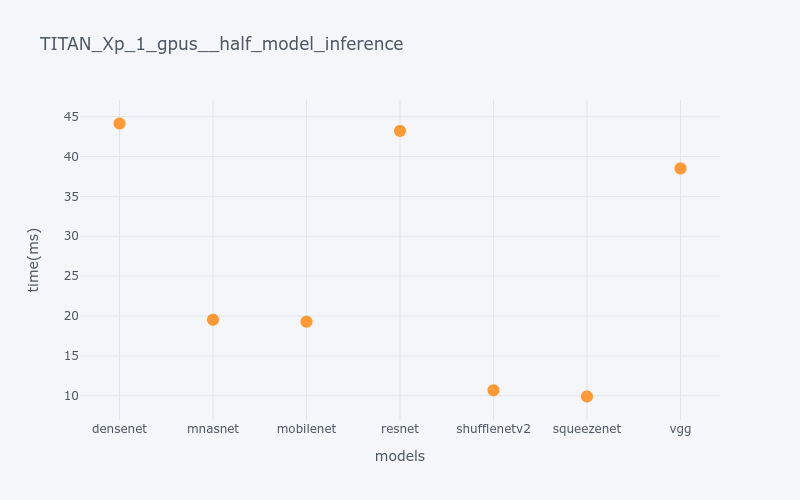 TITAN_Xp_1_gpus__half_model_inference
45
40
35
30
25
20
15
10
time(ms)
densenet mnasnet mobilenet resnet shufflenetv2 squeezenet vgg
models